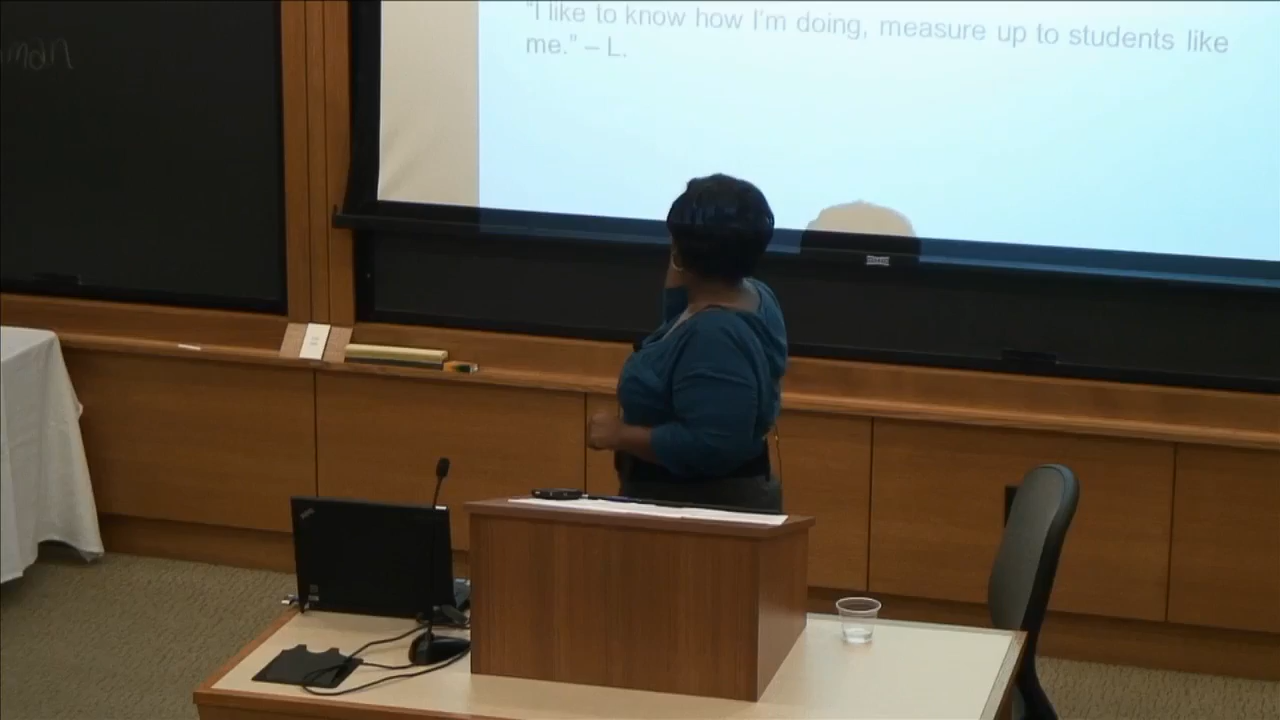 “I like to know how I’m doing, measure up to students like
me.” – L.